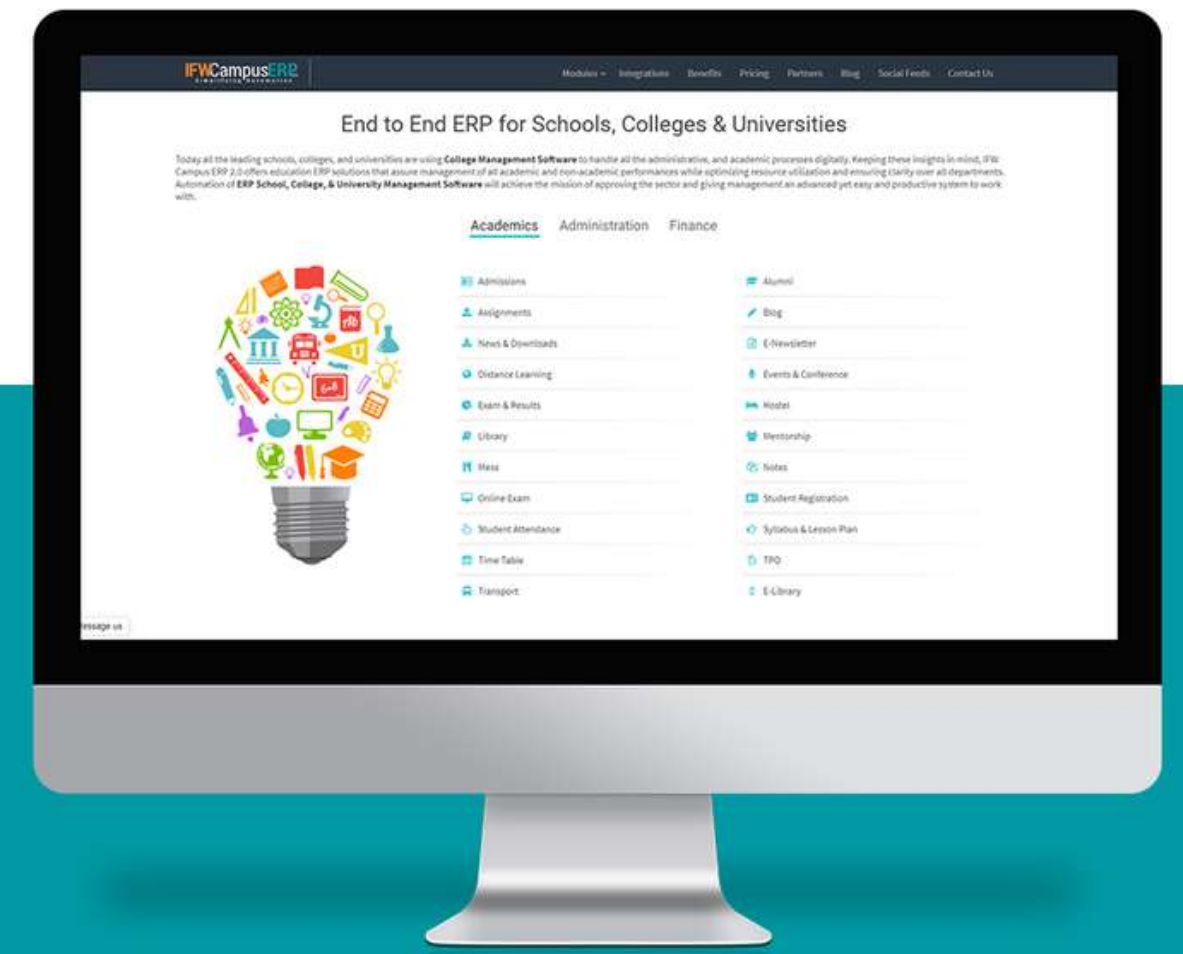 IFWCampusERP
Simplifying Automation
Modules Integrations Benefits Pricing Partners Blog Social Feeds Contact Us
End to End ERP for Schools, Colleges & Universities
Today all the leading schools, colleges, and universities are using College Management Software to handle all the administrative, and academic processes digitally. Keeping these insights in mind, IFW
Campus ERP 2.0 offers education ERP solutions that assure management of all academic and non-academic performances while optimizing resource utilization and ensuring clarity over all departments.
Automation of ERP School, College, & University Management Software will achieve the mission of approving the sector and giving management an advanced yet easy and productive system to work
with.
Academics Administration Finance
Admissions
Assignments
News & Downloads
Distance Learning
Exam & Results
Library
Mess
Online Exam
Student Attendance
Time Table
Transport
Alumni
Blog
E-Newsletter
Events & Conference
Hostel
Mentorship
Notes
Student Registration
Syllabus & Lesson Plan
TPO
E-Library
essage us